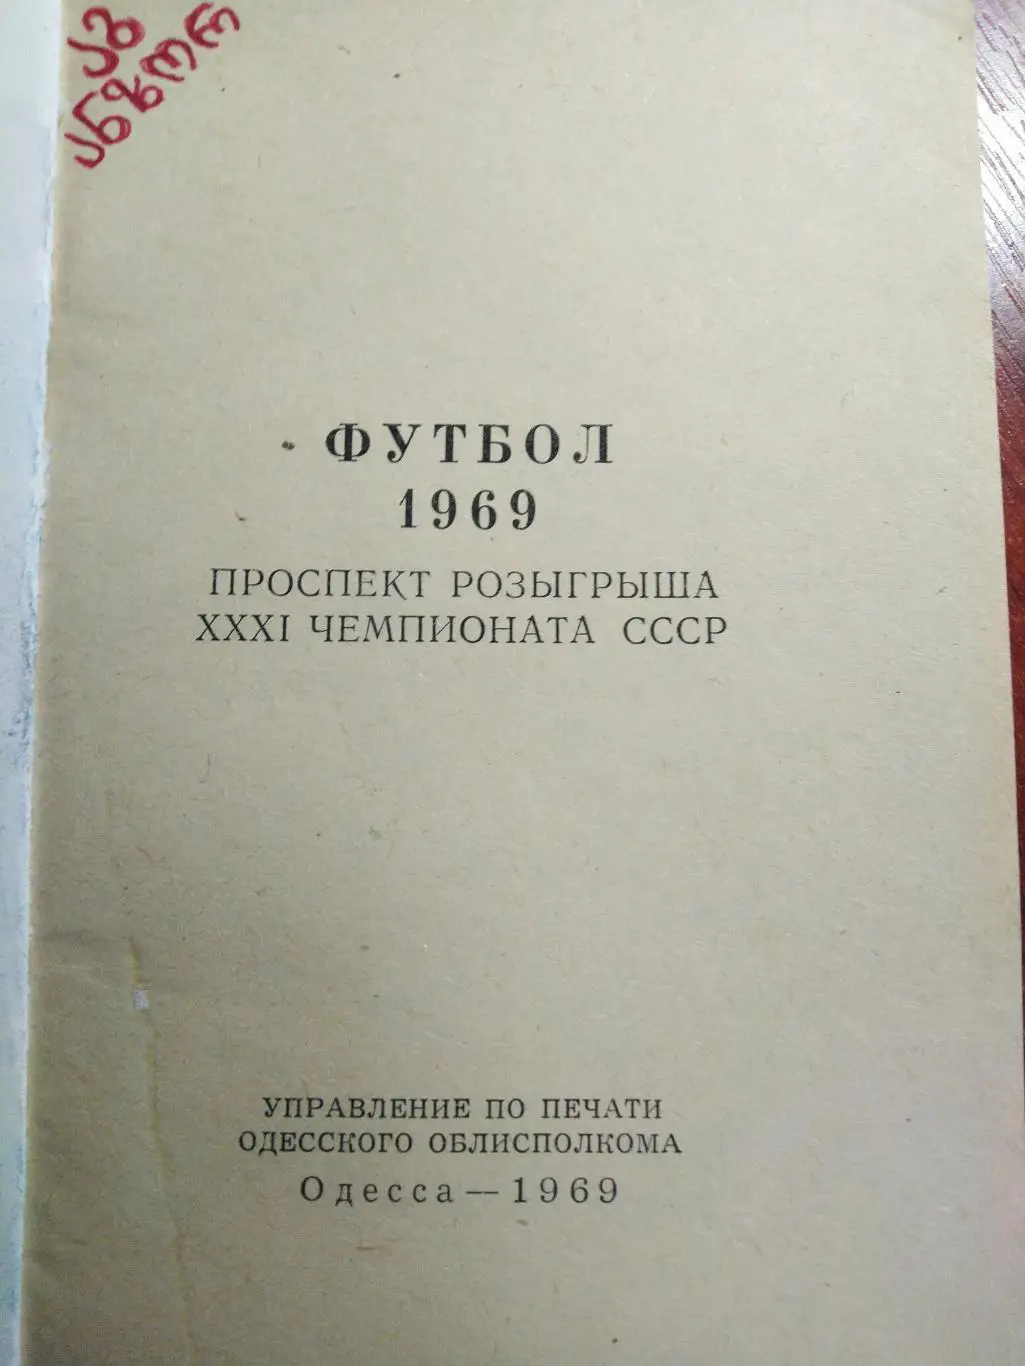 ФУТБОЛ
1969
ПРОСПЕКТ РОЗЫГРЫША
XXXI ЧЕМПИОНАТА СССР
УПРАВЛЕНИЕ ПО ПЕЧАТИ
ОДЕССКОГО ОБЛИСПОЛКОМА
Одесса — 1969